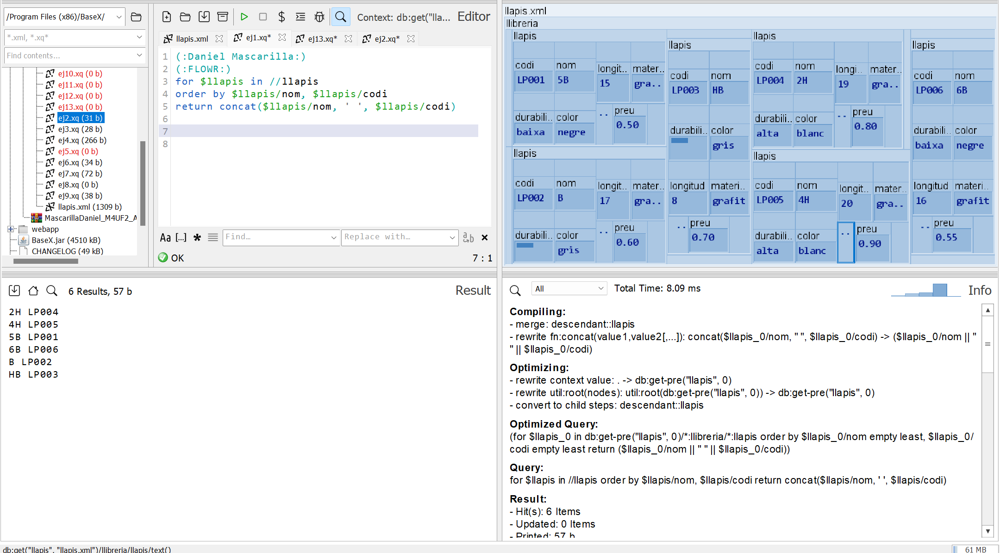 /Program Files (x86)/BaseX/
*.xml, *.xq*
Find contents...
ej10.xq (0 b)
ej11.xq (0 b)
ej12.xq (0 b)
ej13.xq (0 b)
ej2.xq (31 b)
ej3.xq (28 b)
ej4.xq (266 b)
ej5.xq (0 b)
ej6.xq (34 b)
ej7.xq (72 b)
ej8.xq (0 b)
ej9.xq (38 b)
llapis.xml (1309 b)
MascarillaDaniel_M4UF2_A
webapp
BaseX.jar (4510 kB)
CHANGELOG (49 kB)
Context: db:get("lla...
Editor
llapis.xml
ej1.xq*
ej13.xq*
ej2.xq*
1 (:Daniel Mascarilla:)
2 (:FLOWR:)
3 for $llapis in //llapis
4 order by $llapis/nom, $llapis/codi
5 return concat($llapis/nom, ' ', $llapis/codi)
6
7
8
Aa [..] *
Find...
Replace with...
OK
7 : 1
llapis.xml
llibreria
llapis
codi nom longit.. mater..
LP001 5B 15 gra..
durabili.. color .. preu
baixa negre 0.50
llapis
codi nom longit.. mater..
LP002 B 17 gra..
durabili.. color .. preu
gris 0.60
llapis
codi nom
LP003 HB
durabili.. color
gris
longitud materi..
8 grafit
.. preu
0.70
llapis
codi nom longi.. mater..
LP004 2H 19 gra..
durabili.. color .. preu
alta blanc 0.80
llapis
codi nom longit.. mater..
LP005 4H 20 gra..
durabili.. color .. preu
alta blanc 0.90
llapis
codi nom
LP006 6B
durabili.. color
baixa negre
longitud materi..
16 grafit
.. preu
0.55
6 Results, 57 b
Result
2H LP004
4H LP005
5B LP001
6B LP006
B LP002
HB LP003
All
Total Time: 8.09 ms
Info
Compiling:
- merge: descendant::llapis
- rewrite fn:concat(value1,value2[,...]): concat($llapis_0/nom, " ", $llapis_0/codi) -> ($llapis_0/nom || "
" || $llapis_0/codi)
Optimizing:
- rewrite context value: . -> db:get-pre("llapis", 0)
- rewrite util:root(nodes): util:root(db:get-pre("llapis", 0)) -> db:get-pre("llapis", 0)
- convert to child steps: descendant::llapis
Optimized Query:
(for $llapis_0 in db:get-pre("llapis", 0)/*:llibreria/*:llapis order by $llapis_0/nom empty least, $llapis_0/
codi empty least return ($llapis_0/nom || " " || $llapis_0/codi))
Query:
for $llapis in //llapis order by $llapis/nom, $llapis/codi return concat($llapis/nom, ' ', $llapis/codi)
Result:
- Hit(s): 6 Items
- Updated: 0 Items
- Printed: 57 b
db:get("llapis", "llapis.xml")/llibreria/llapis/text()
61 MB